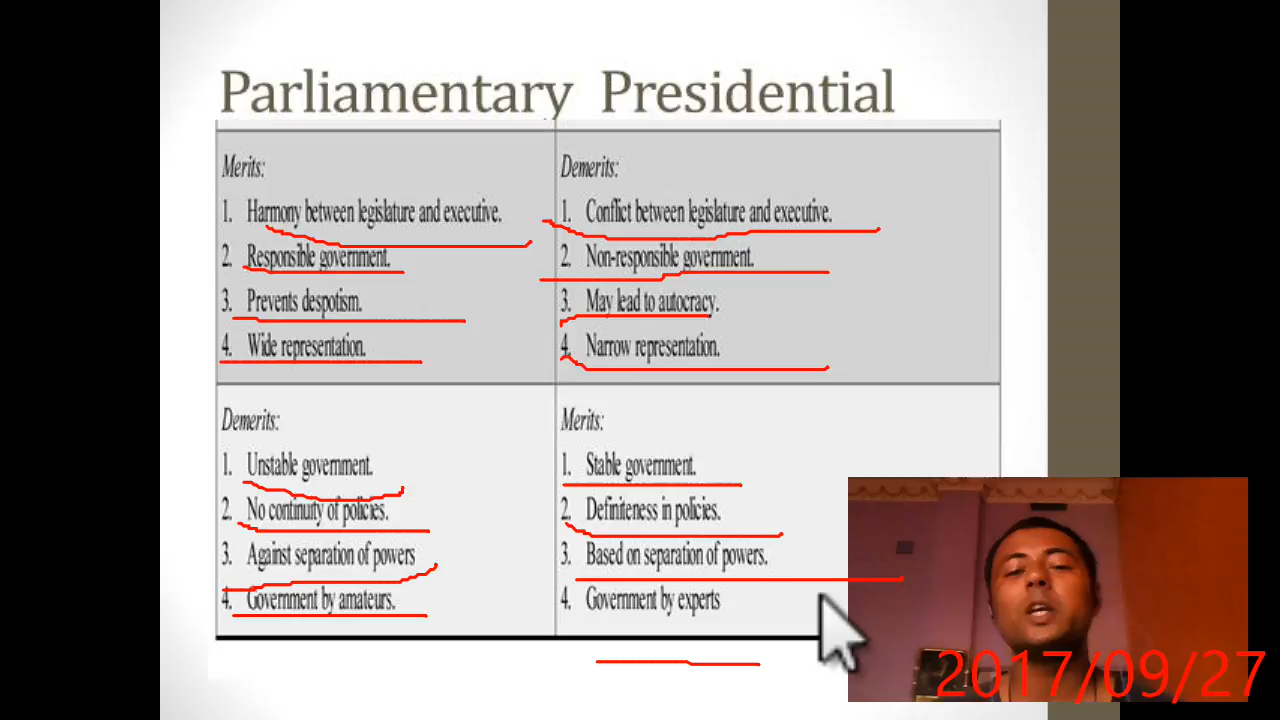 Parliamentary Presidential
Merits:
1. Harmony between legislature and executive.
2. Responsible government.
3. Prevents despotism.
4. Wide representation.
Demerits:
1. Conflict between legislature and executive.
2. Non-responsible government.
3. May lead to autocracy.
4. Narrow representation.
Demerits:
1. Unstable government.
2. No continuity of policies.
3. Against separation of powers
4. Government by amateurs.
Merits:
1. Stable government.
2. Definiteness in policies.
3. Based on separation of powers.
4. Government by experts
2017/09/27